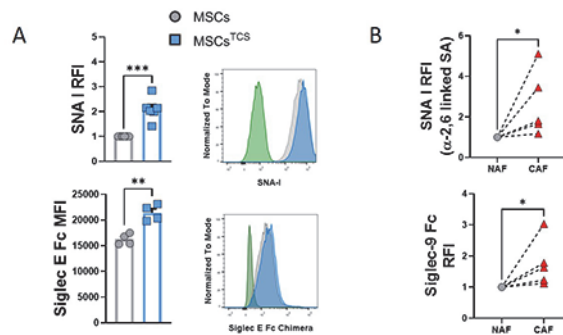 A
MSCs
MSCsTCS
B
SNA I RFI
5
4
3
2
1
0
***
Normalized To Mode
SNA-I
SNA I RFI
(α-2,6 linked SA)
6
4
2
0
*
NAF
CAF
Siglec E Fc MFI
25000
20000
15000
10000
5000
0
**
Normalized To Mode
Siglec E Fc Chimera
Siglec-9 Fc
RFI
4
3
2
1
0
*
NAF
CAF